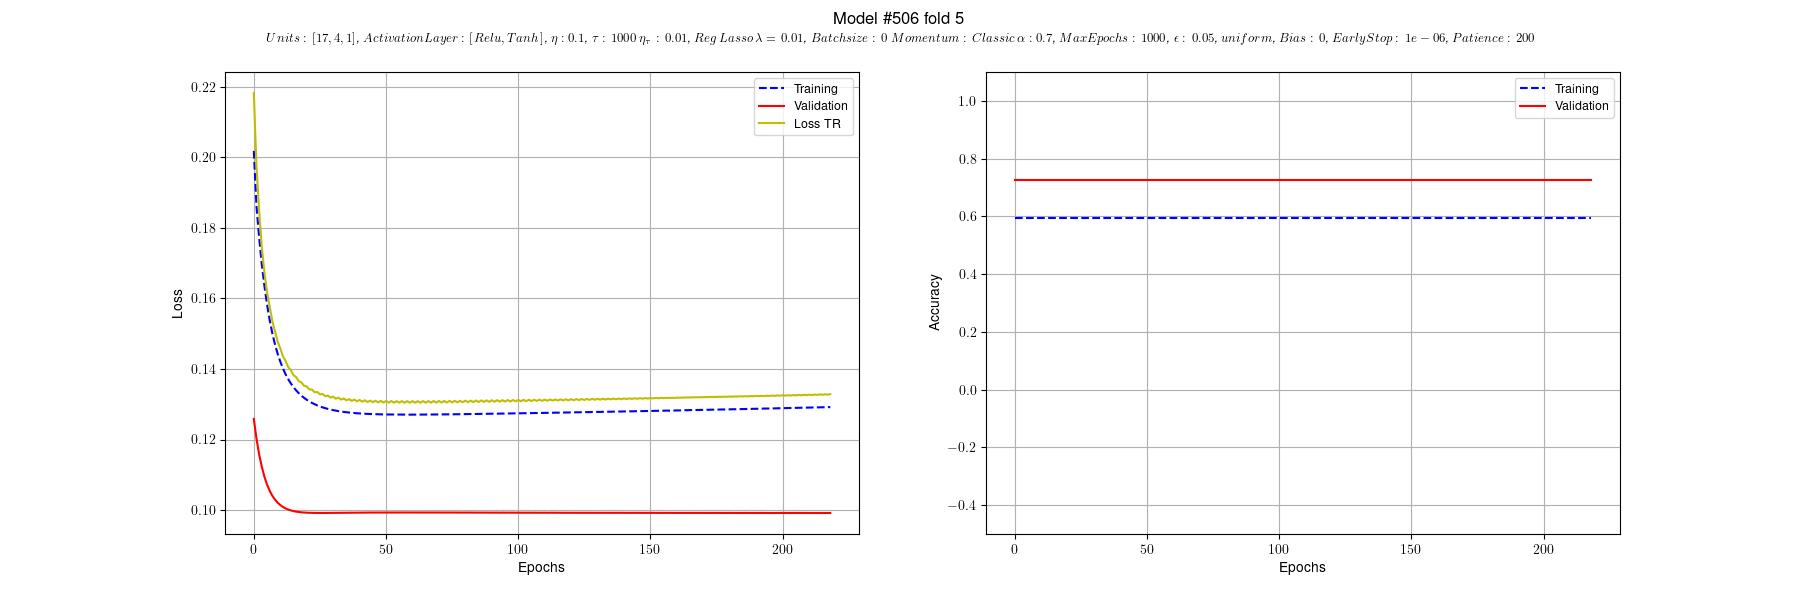 Model #506 fold 5
Units : [17, 4, 1], ActivationLayer : [Relu, Tanh], η : 0.1, τ : 1000 ητ : 0.01, Reg Lasso λ = 0.01, Batchsize : 0 Momentum : Classic α : 0.7, MaxEpochs : 1000, ϵ : 0.05, uniform, Bias : 0, EarlyStop : 1e − 06, Patience : 200
0.22
0.20
0.18
0.16
0.14
0.12
0.10
Loss
0 50 100 150 200
Epochs
Training
Validation
Loss TR
1.0
0.8
0.6
0.4
0.2
0.0
−0.2
−0.4
Accuracy
0 50 100 150 200
Epochs
Training
Validation